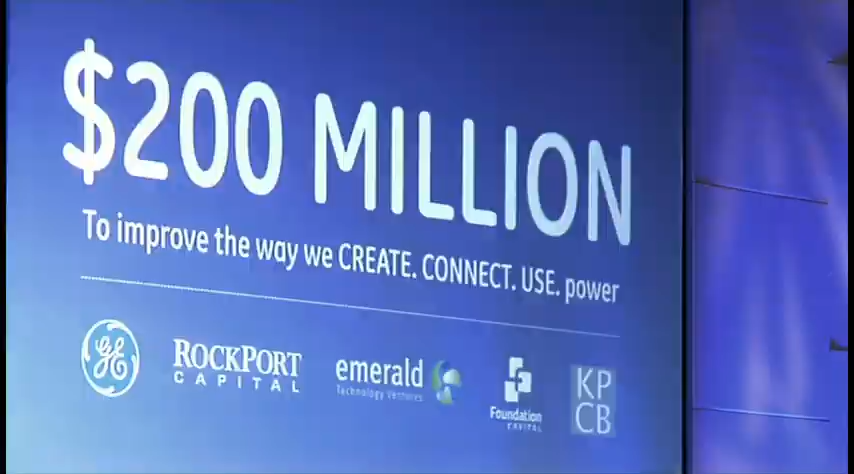 $200 MILLION
To improve the way we CREATE. CONNECT. USE. power
GE
ROCKPORT
CAPITAL
emerald
Technology Ventures
Foundation
CAPITAL
KP
CB